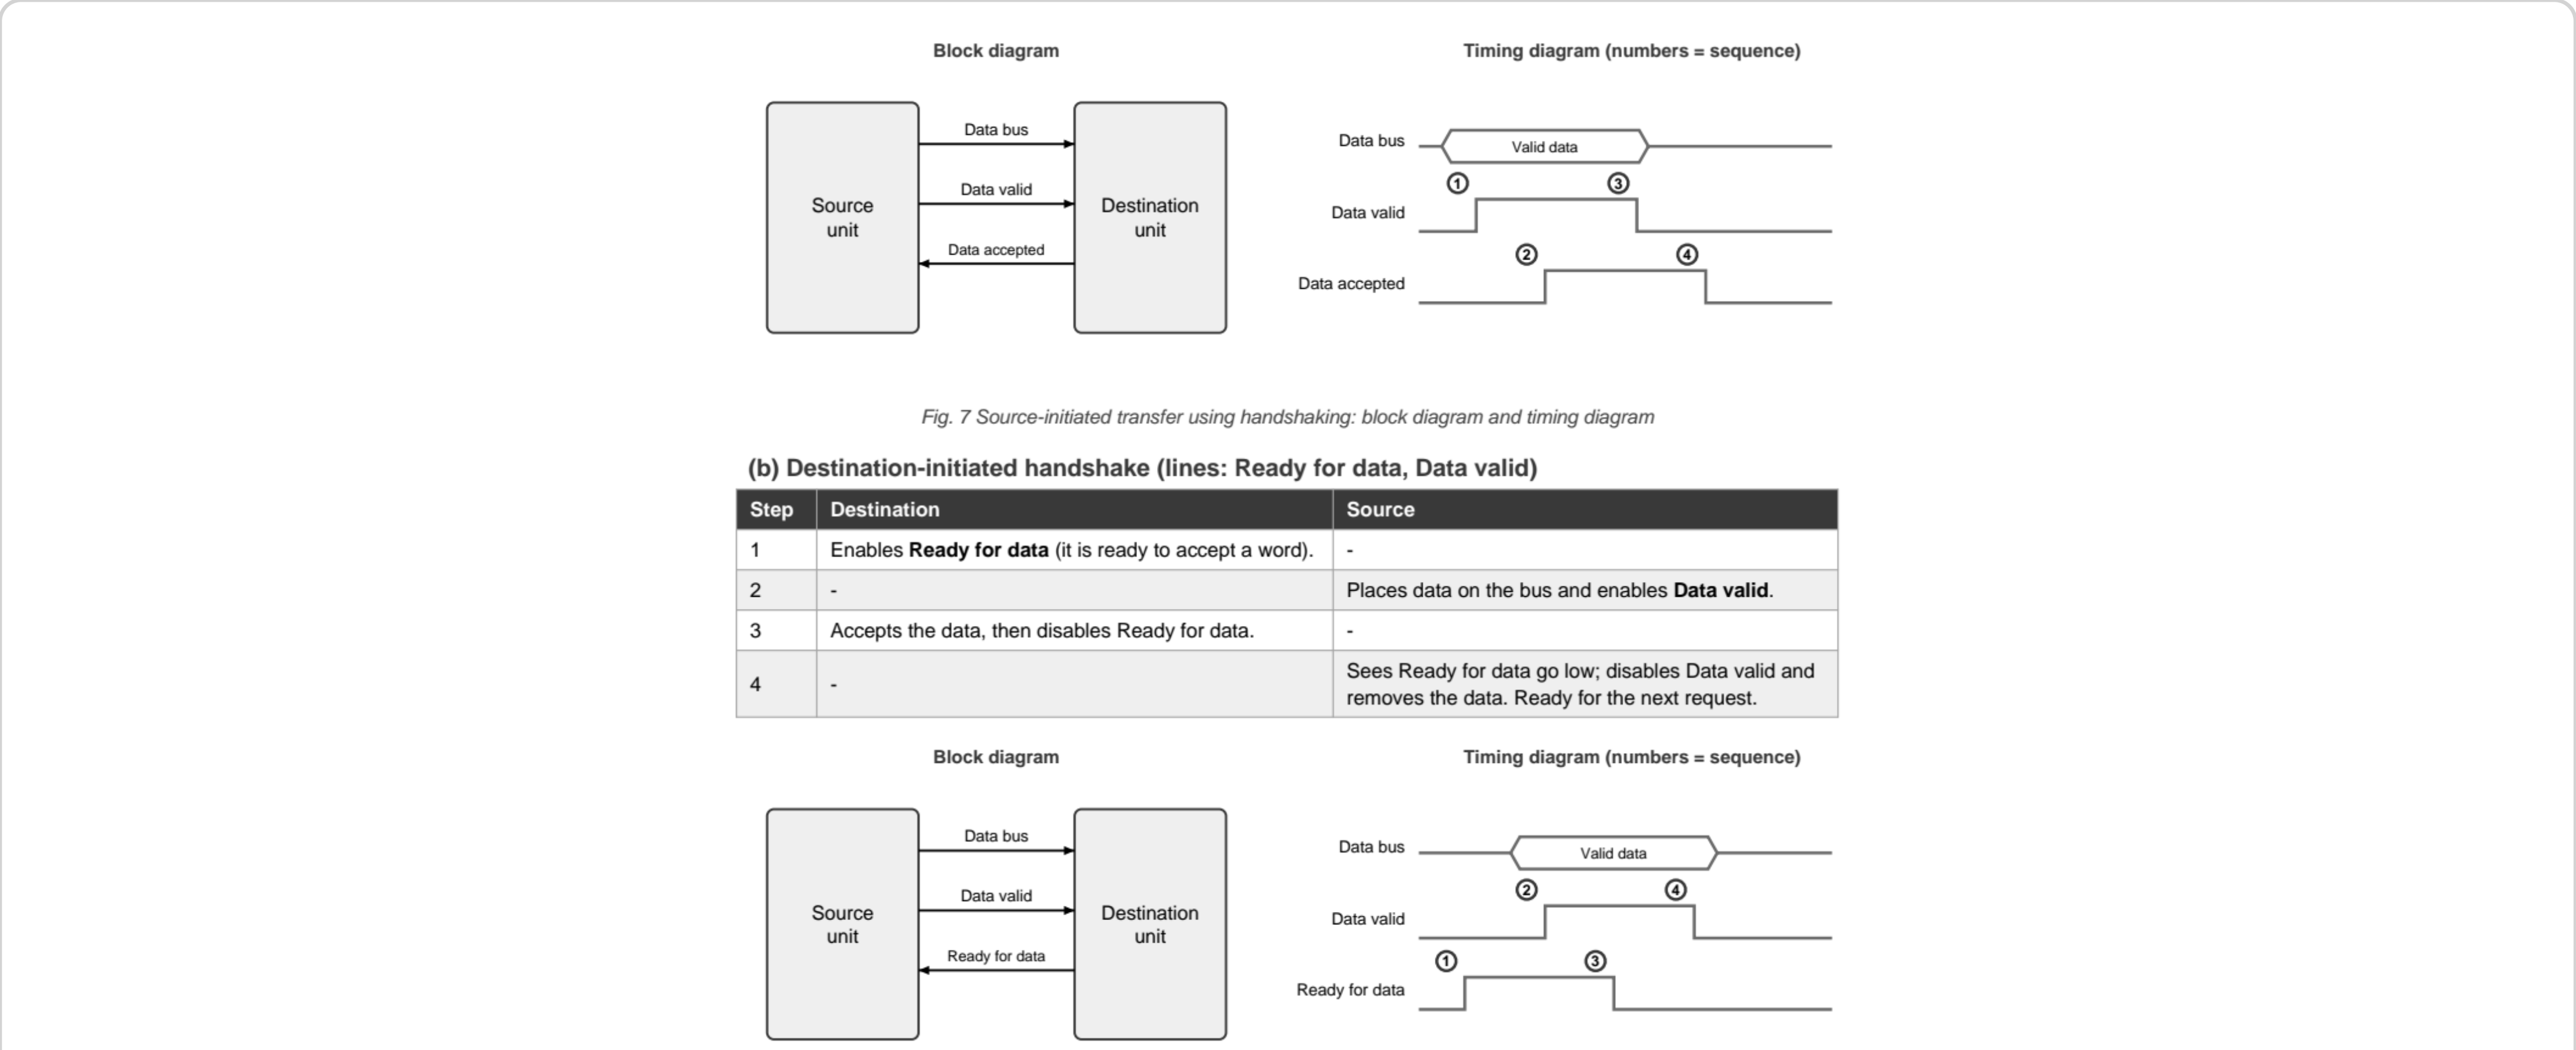 Block diagram
Timing diagram (numbers = sequence)
Data bus
Data valid
Data accepted
Source
unit
Destination
unit
Data bus
Valid data
1
3
Data valid
2
4
Data accepted
Fig. 7 Source-initiated transfer using handshaking: block diagram and timing diagram
(b) Destination-initiated handshake (lines: Ready for data, Data valid)
Step Destination Source
1 Enables Ready for data (it is ready to accept a word). -
2 - Places data on the bus and enables Data valid.
3 Accepts the data, then disables Ready for data. -
4 - Sees Ready for data go low; disables Data valid and
removes the data. Ready for the next request.
Block diagram
Timing diagram (numbers = sequence)
Data bus
Data valid
Ready for data
Source
unit
Destination
unit
Data bus
Valid data
2
4
Data valid
1
3
Ready for data